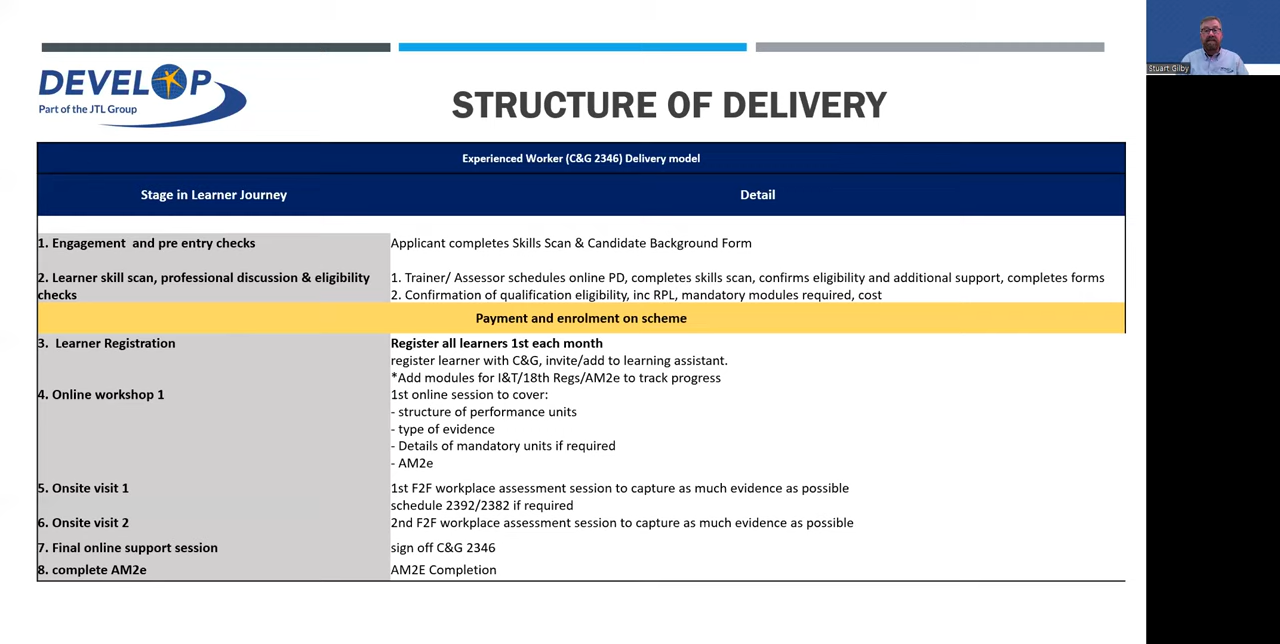 DEVELOP
Part of the JTL Group
STRUCTURE OF DELIVERY
Stuart Gilby
Experienced Worker (C&G 2346) Delivery model
Stage in Learner Journey
Detail
1. Engagement and pre entry checks
Applicant completes Skills Scan & Candidate Background Form
2. Learner skill scan, professional discussion & eligibility
checks
1. Trainer/ Assessor schedules online PD, completes skills scan, confirms eligibility and additional support, completes forms
2. Confirmation of qualification eligibility, inc RPL, mandatory modules required, cost
Payment and enrolment on scheme
3. Learner Registration
Register all learners 1st each month
register learner with C&G, invite/add to learning assistant.
*Add modules for I&T/18th Regs/AM2e to track progress
4. Online workshop 1
1st online session to cover:
- structure of performance units
- type of evidence
- Details of mandatory units if required
- AM2e
5. Onsite visit 1
1st F2F workplace assessment session to capture as much evidence as possible
schedule 2392/2382 if required
6. Onsite visit 2
2nd F2F workplace assessment session to capture as much evidence as possible
7. Final online support session
sign off C&G 2346
8. complete AM2e
AM2E Completion